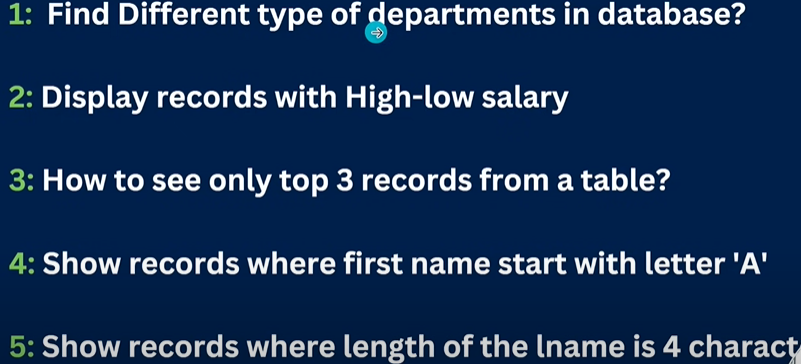 1: Find Different type of departments in database?
2: Display records with High-low salary
3: How to see only top 3 records from a table?
4: Show records where first name start with letter 'A'
5: Show records where length of the lname is 4 charact